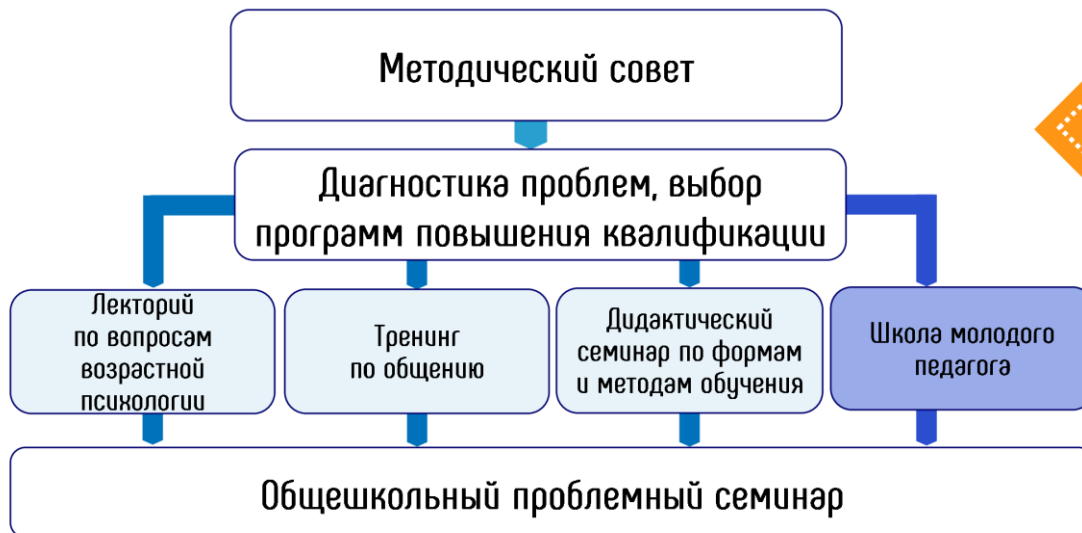 Методический совет
Диагностика проблем, выбор
программ повышения квалификации
Лекторий
по вопросам
возрастной
психологии
Тренинг
по общению
Дидактический
семинар по формам
и методам обучения
Школа молодого
педагога
Общешкольный проблемный семинар